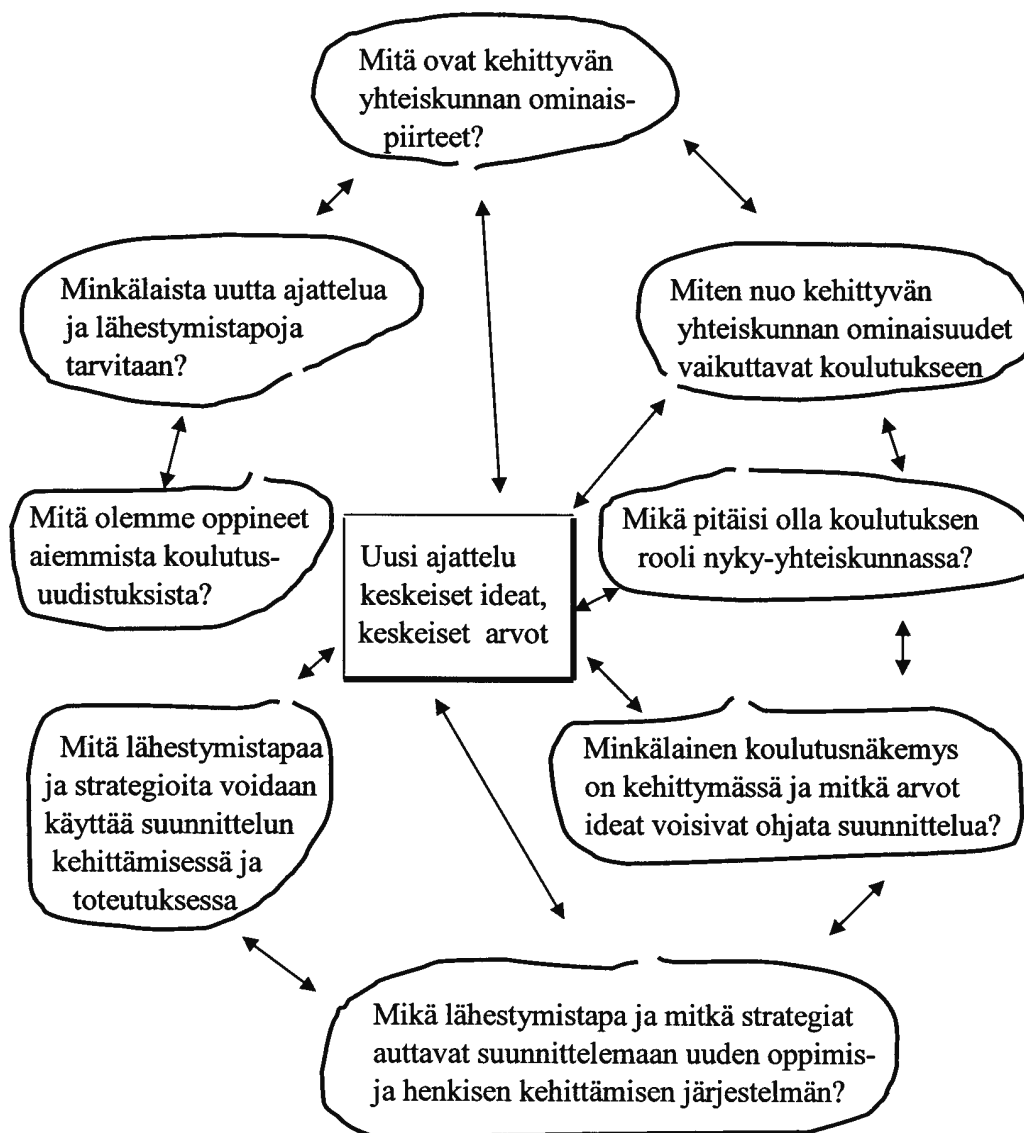 Mitä ovat kehittyvän
yhteiskunnan ominais-
piirteet?
Minkälaista uutta ajattelua
ja lähestymistapoja
tarvitaan?
Miten nuo kehittyvän
yhteiskunnan ominaisuudet
vaikuttavat koulutukseen
Mitä olemme oppineet
aiemmista koulutus-
uudistuksista?
Uusi ajattelu
keskeiset ideat,
keskeiset arvot
Mikä pitäisi olla koulutuksen
rooli nyky-yhteiskunnassa?
Mitä lähestymistapaa
ja strategioita voidaan
käyttää suunnittelun
kehittämisessä ja
toteutuksessa
Minkälainen koulutusnäkemys
on kehittymässä ja mitkä arvot
ideat voisivat ohjata suunnittelua?
Mikä lähestymistapa ja mitkä strategiat
auttavat suunnittelemaan uuden oppimis-
ja henkisen kehittämisen järjestelmän?